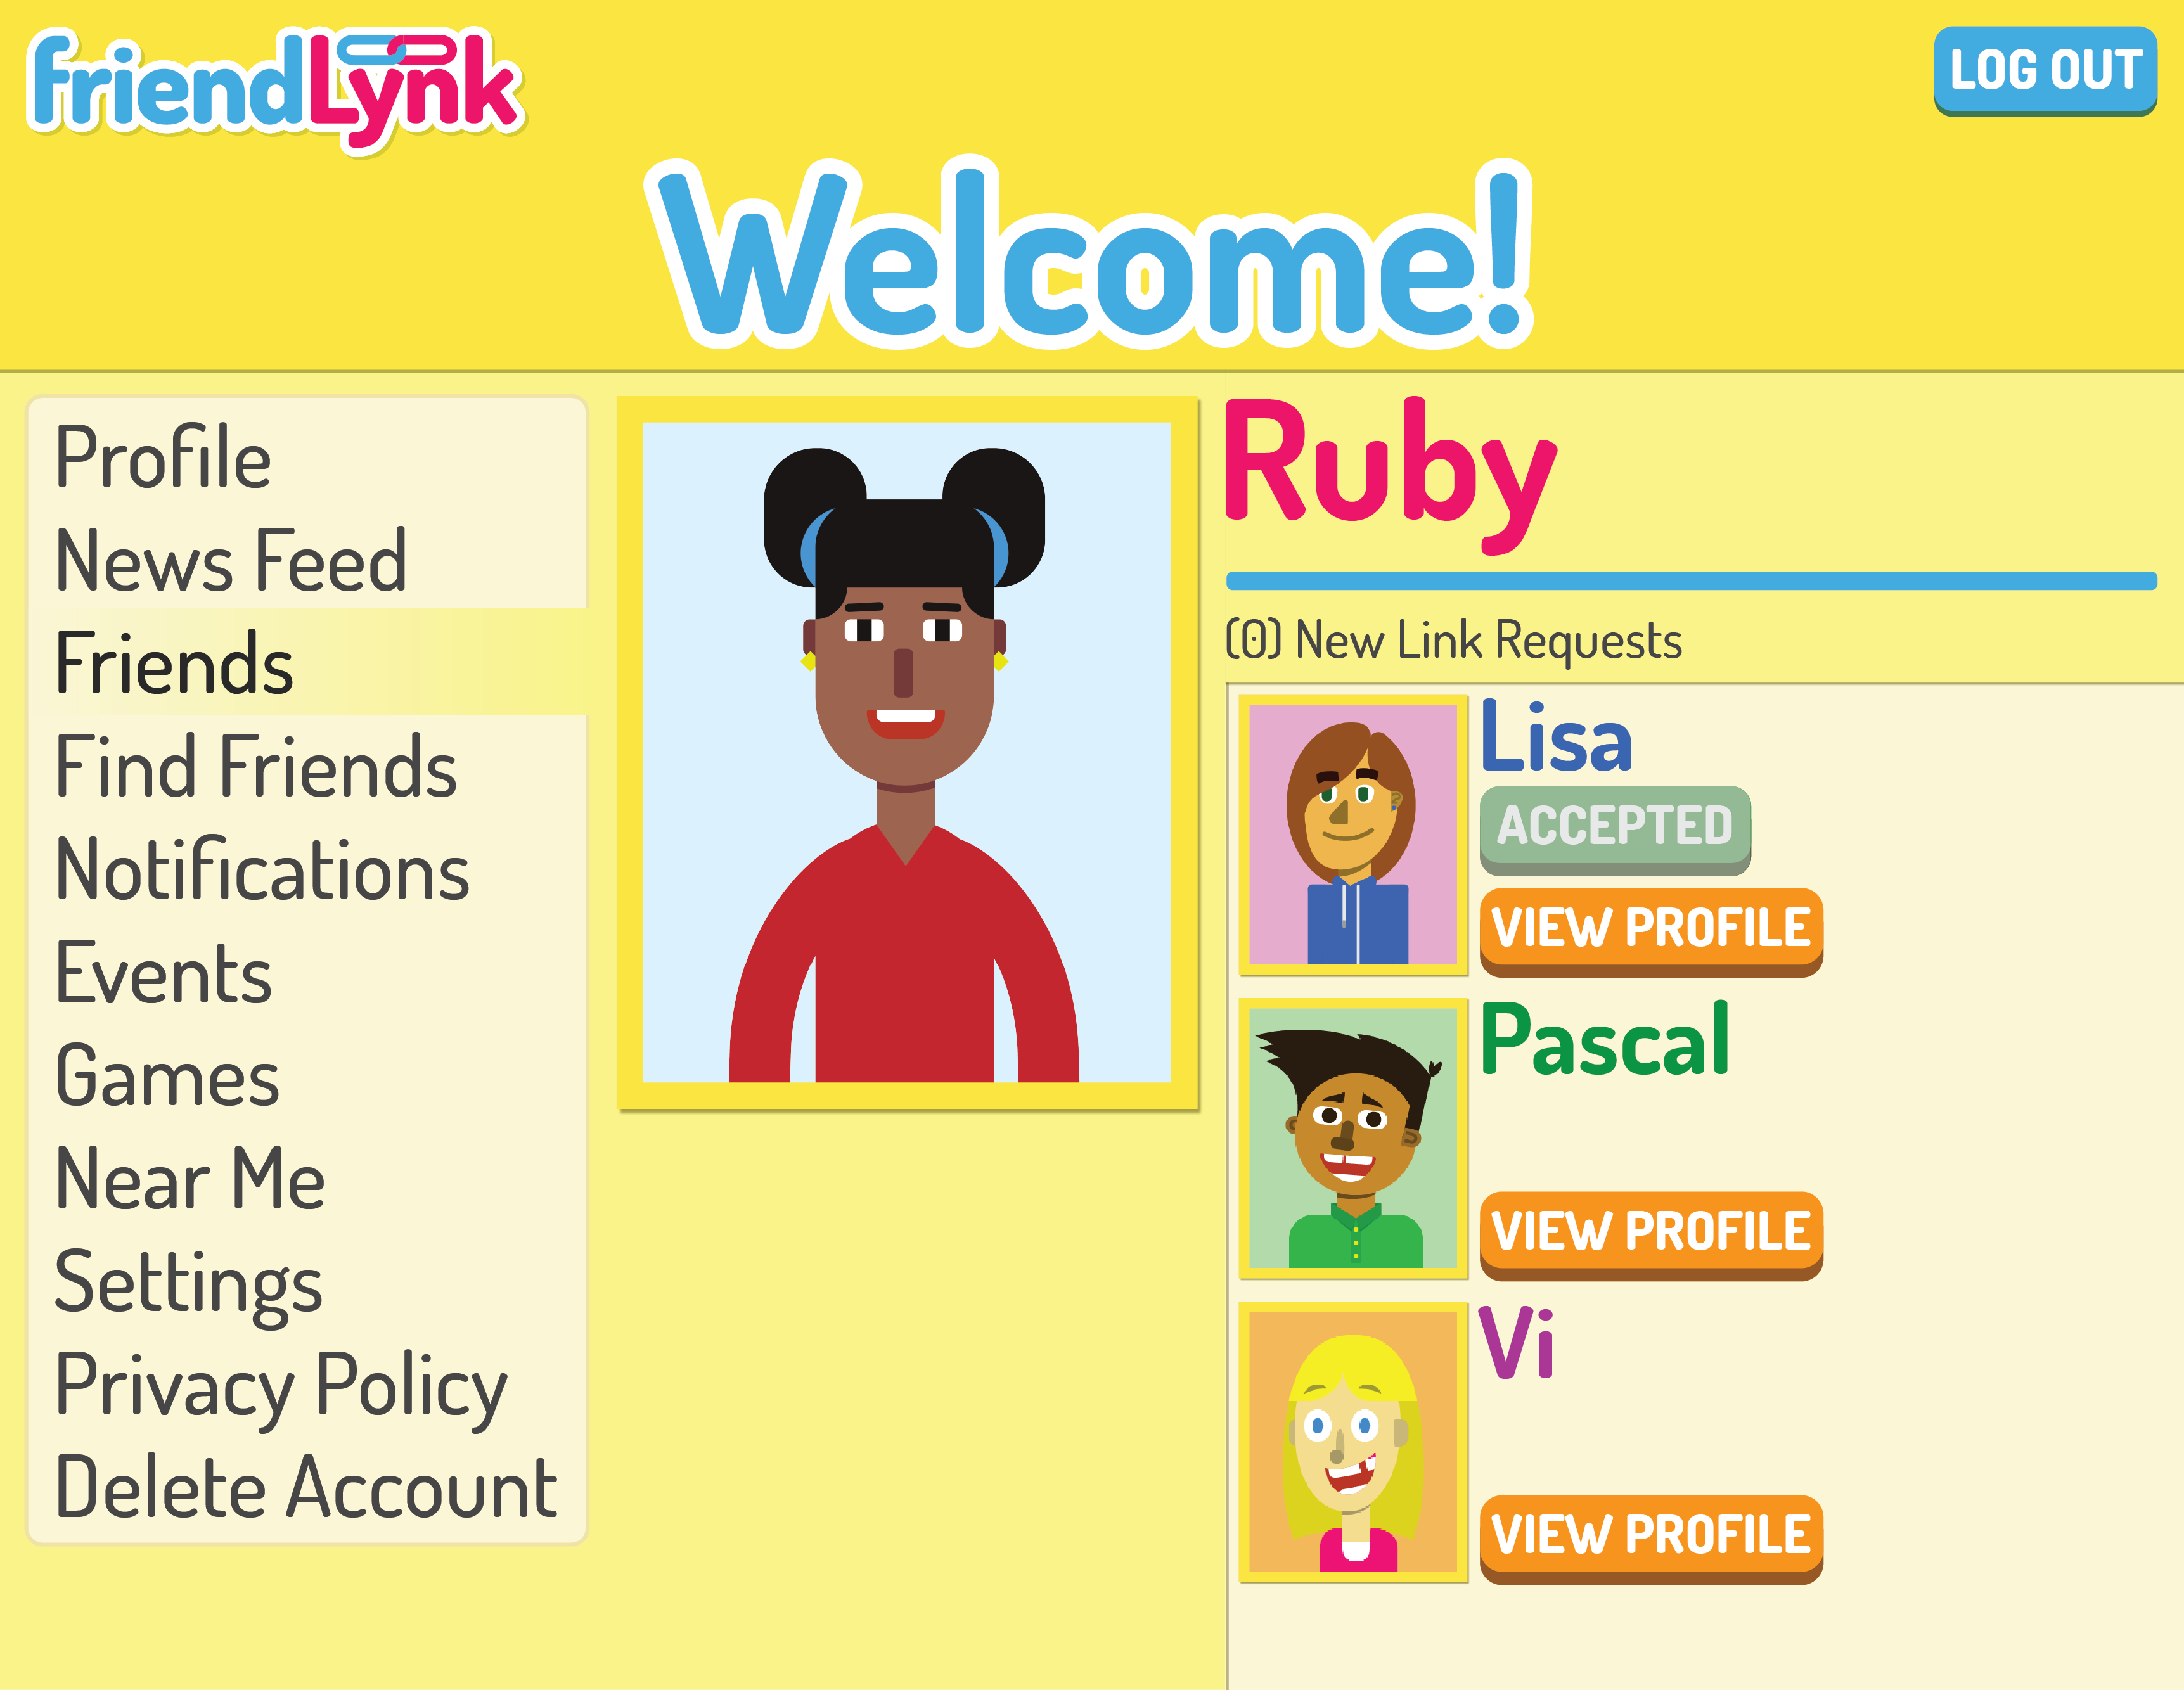 friendLynk
LOG OUT
Welcome!
Profile
News Feed
Friends
Find Friends
Notifications
Events
Games
Near Me
Settings
Privacy Policy
Delete Account
Ruby
(0) New Link Requests
Lisa
ACCEPTED
VIEW PROFILE
Pascal
VIEW PROFILE
Vi
VIEW PROFILE